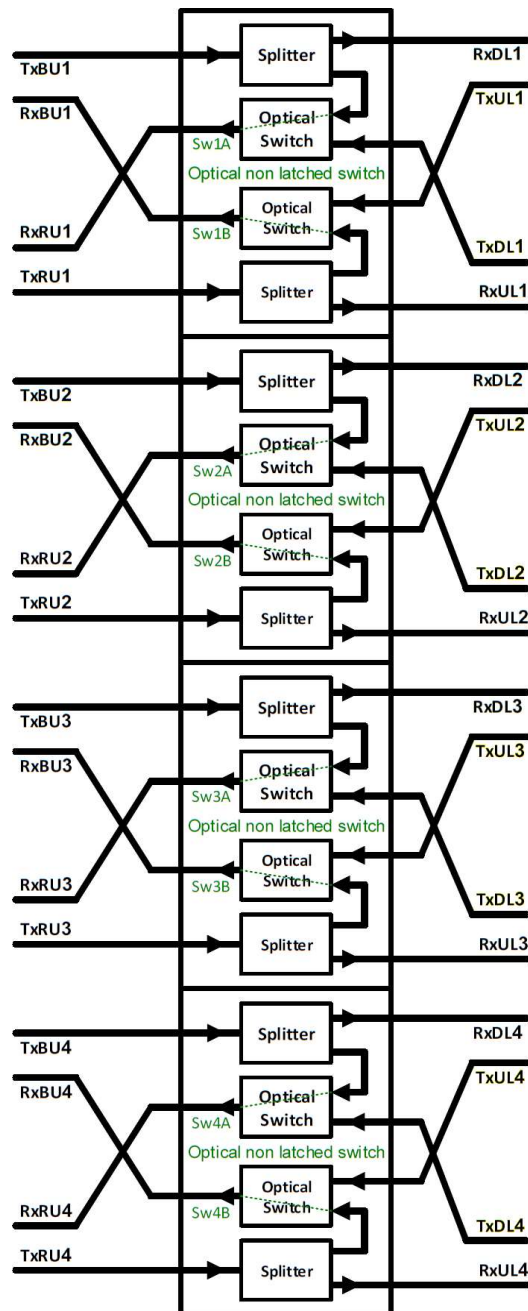 TxBU1
Splitter
RxDL1
RxBU1
TxUL1
Optical
Switch
Sw1A
Optical non latched switch
Optical
Switch
Sw1B
RxRU1
TxDL1
TxRU1
Splitter
RxUL1
TxBU2
Splitter
RxDL2
RxBU2
TxUL2
Optical
Switch
Sw2A
Optical non latched switch
Optical
Switch
Sw2B
RxRU2
TxDL2
TxRU2
Splitter
RxUL2
TxBU3
Splitter
RxDL3
RxBU3
TxUL3
Optical
Switch
Sw3A
Optical non latched switch
Optical
Switch
Sw3B
RxRU3
TxDL3
TxRU3
Splitter
RxUL3
TxBU4
Splitter
RxDL4
RxBU4
TxUL4
Optical
Switch
Sw4A
Optical non latched switch
Optical
Switch
Sw4B
RxRU4
TxDL4
TxRU4
Splitter
RxUL4